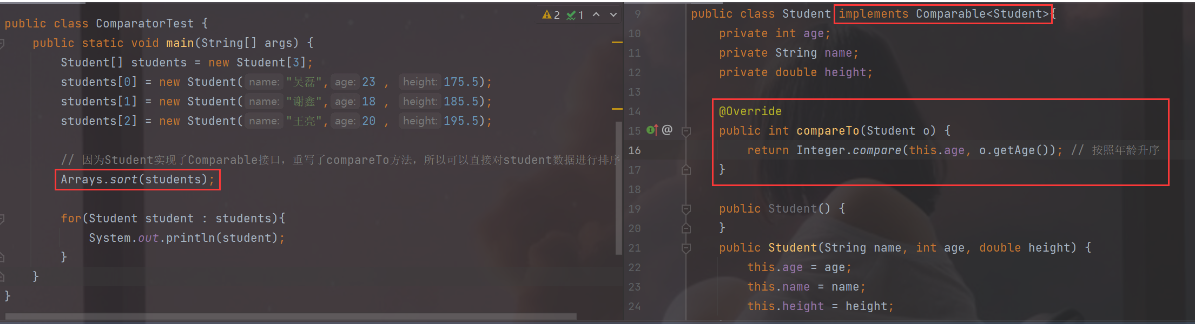 public class ComparatorTest {
public static void main(String[] args) {
Student[] students = new Student[3];
students[0] = new Student( name: "吴磊", age: 23 , height: 175.5);
students[1] = new Student( name: "谢鑫", age: 18 , height: 185.5);
students[2] = new Student( name: "王亮", age: 20 , height: 195.5);
// 因为Student实现了Comparable接口，重写了compareTo方法，所以可以直接对student数据进行排序
Arrays.sort(students);
for(Student student : students){
System.out.println(student);
}
}
}
2 1
9 public class Student implements Comparable<Student>{
10 private int age;
11 private String name;
12 private double height;
13
14 @Override
15 @ public int compareTo(Student o) {
16 return Integer.compare(this.age, o.getAge()); // 按照年龄升序
17 }
18
19 public Student() {
20 }
21 public Student(String name, int age, double height) {
22 this.age = age;
23 this.name = name;
24 this.height = height;